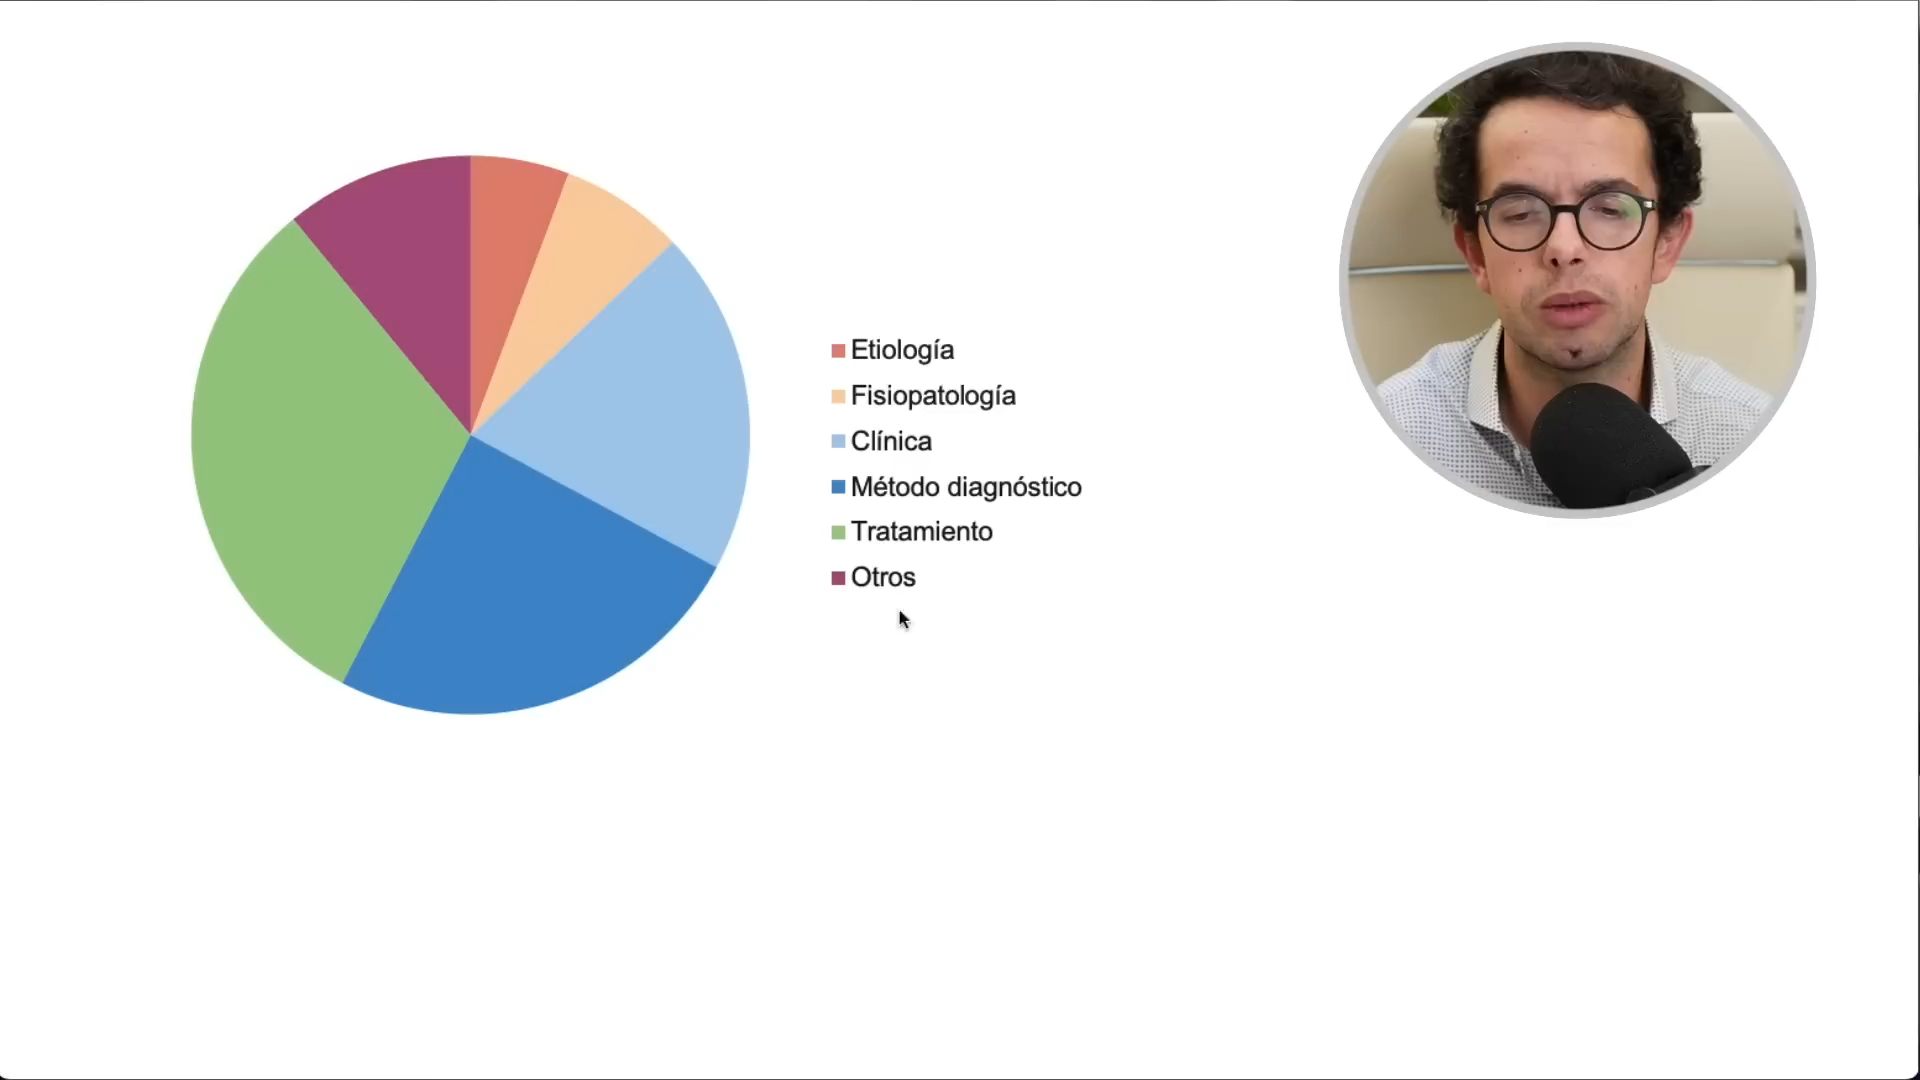 Etiología
Fisiopatología
Clínica
Método diagnóstico
Tratamiento
Otros